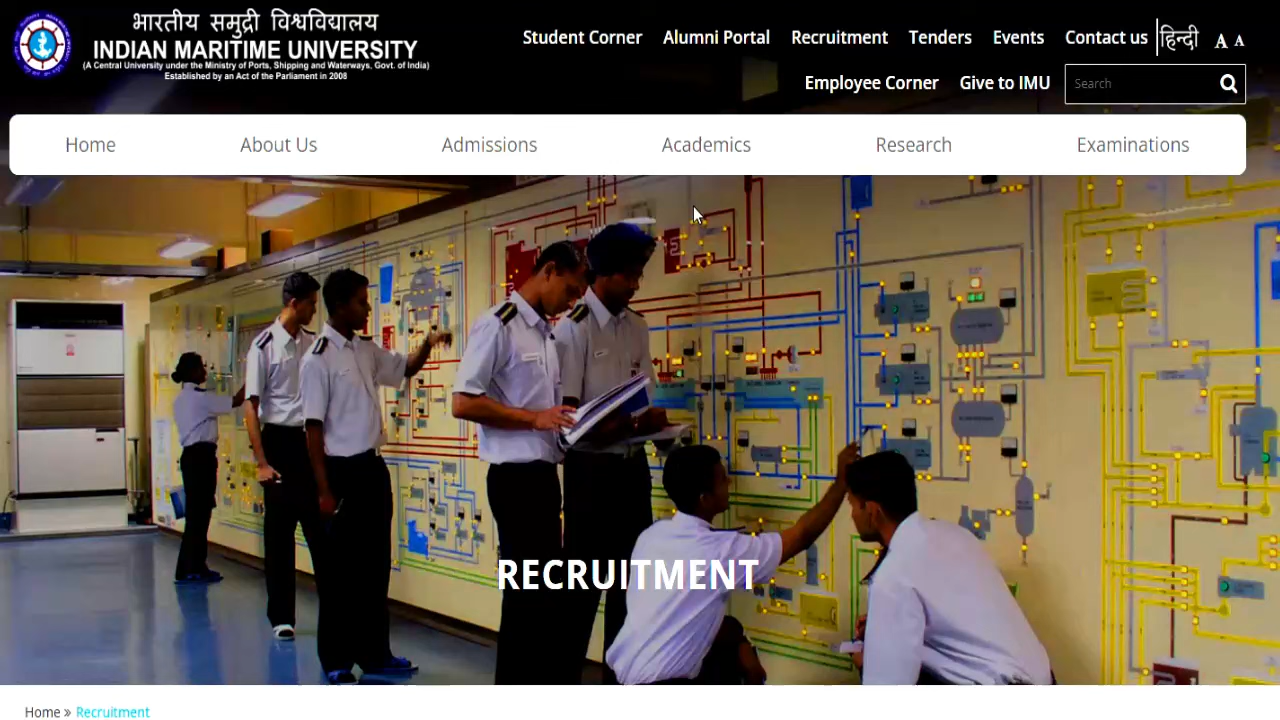 भारतीय समुद्री विश्वविद्यालय
INDIAN MARITIME UNIVERSITY
(A Central University under the Ministry of Ports, Shipping and Waterways, Govt. of India)
Established by an Act of the Parliament in 2008
Student Corner Alumni Portal Recruitment Tenders Events Contact us हिन्दी A A
Employee Corner Give to IMU Search
Home About Us Admissions Academics Research Examinations
RECRUITMENT
Home » Recruitment